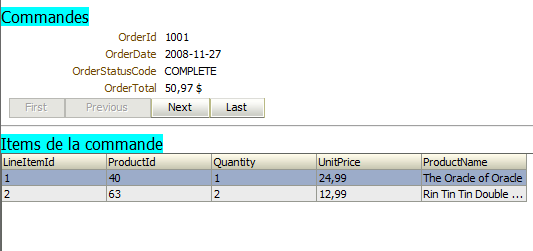 Commandes
OrderId 1001
OrderDate 2008-11-27
OrderStatusCode COMPLETE
OrderTotal 50,97 $
First Previous Next Last
Items de la commande
LineItemId ProductId Quantity UnitPrice ProductName
1 40 1 24,99 The Oracle of Oracle
2 63 2 12,99 Rin Tin Tin Double ...